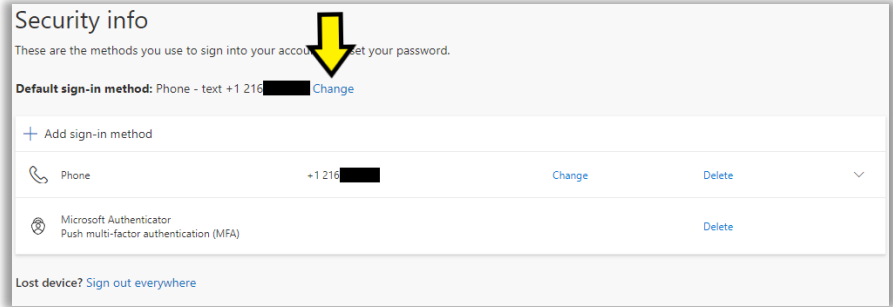 Security info
These are the methods you use to sign into your accou set your password.
Default sign-in method: Phone - text +1 216 Change
Add sign-in method
Phone +1 216 Change Delete
Microsoft Authenticator
Push multi-factor authentication (MFA) Delete
Lost device? Sign out everywhere